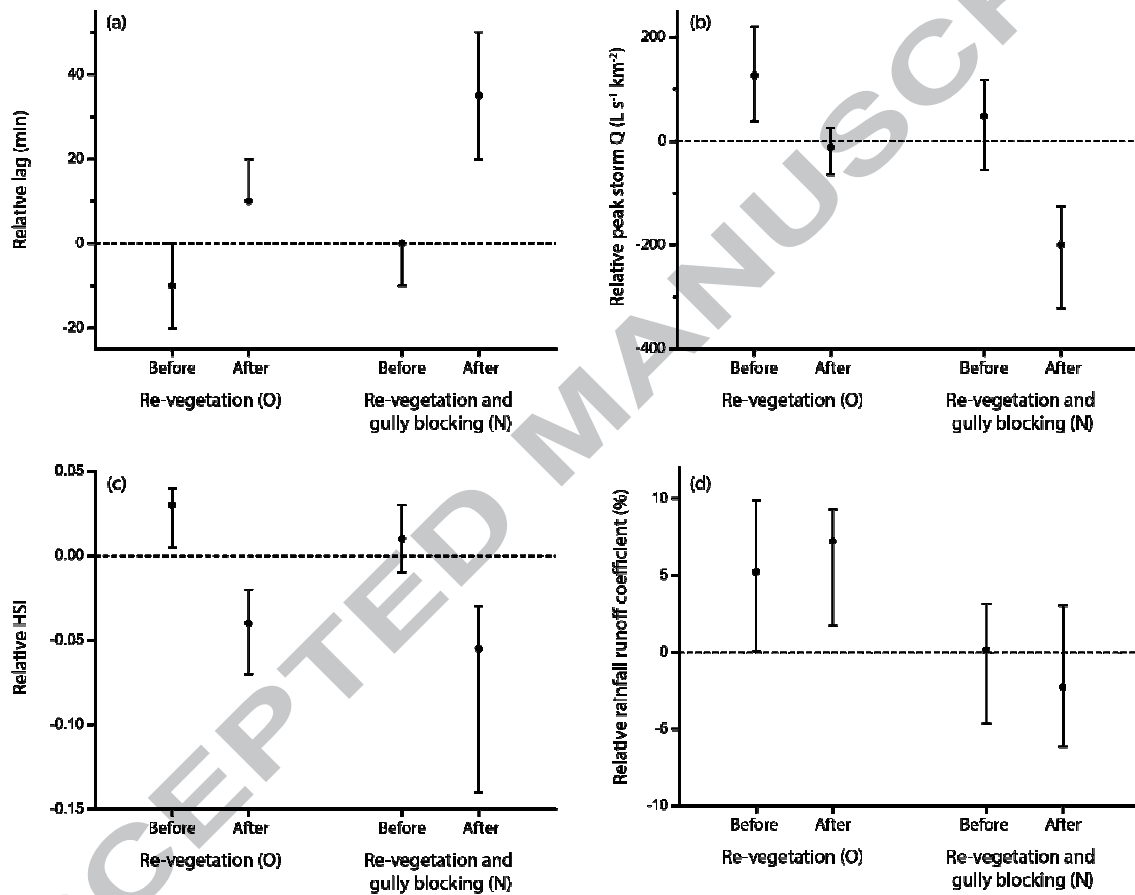 (a)
Relative lag (min)
40
20
0
-20
Before After Before After
Re-vegetation (O) Re-vegetation and
gully blocking (N)
(b)
Relative peak storm Q (L s⁻¹ km⁻²)
200
0
-200
-400
Before After Before After
Re-vegetation (O) Re-vegetation and
gully blocking (N)
(c)
Relative HSI
0.05
0.00
-0.05
-0.10
-0.15
Before After Before After
Re-vegetation (O) Re-vegetation and
gully blocking (N)
(d)
Relative rainfall runoff coefficient (%)
10
5
0
-5
-10
Before After Before After
Re-vegetation (O) Re-vegetation and
gully blocking (N)
CCEPTED MANUSCR